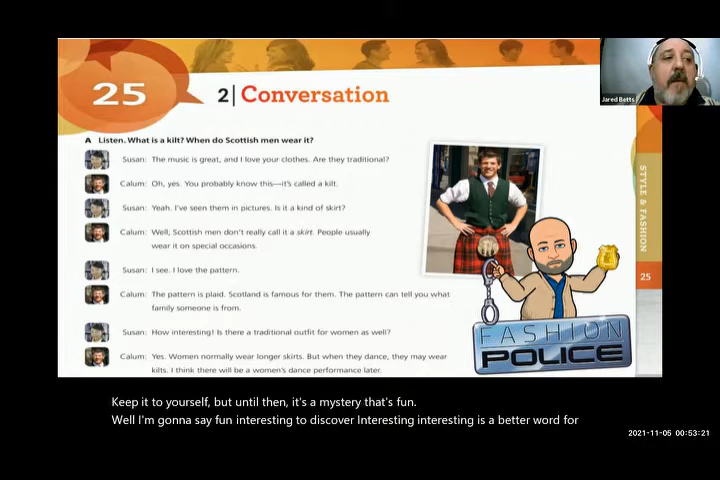 25
2 | Conversation
Jared Betts
A Listen. What is a kilt? When do Scottish men wear it?
Susan: The music is great, and I love your clothes. Are they traditional?
Calum: Oh, yes. You probably know this—it's called a kilt.
Susan: Yeah. I've seen them in pictures. Is it a kind of skirt?
Calum: Well, Scottish men don't really call it a skirt. People usually
wear it on special occasions.
Susan: I see. I love the pattern.
Calum: The pattern is plaid. Scotland is famous for them. The pattern can tell you what
family someone is from.
Susan: How interesting! Is there a traditional outfit for women as well?
Calum: Yes. Women normally wear longer skirts. But when they dance, they may wear
kilts. I think there will be a women's dance performance later.
STYLE & FASHION
25
FASHION
POLICE
Keep it to yourself, but until then, it's a mystery that's fun.
Well I'm gonna say fun interesting to discover Interesting interesting is a better word for
2021-11-05 00:53:21